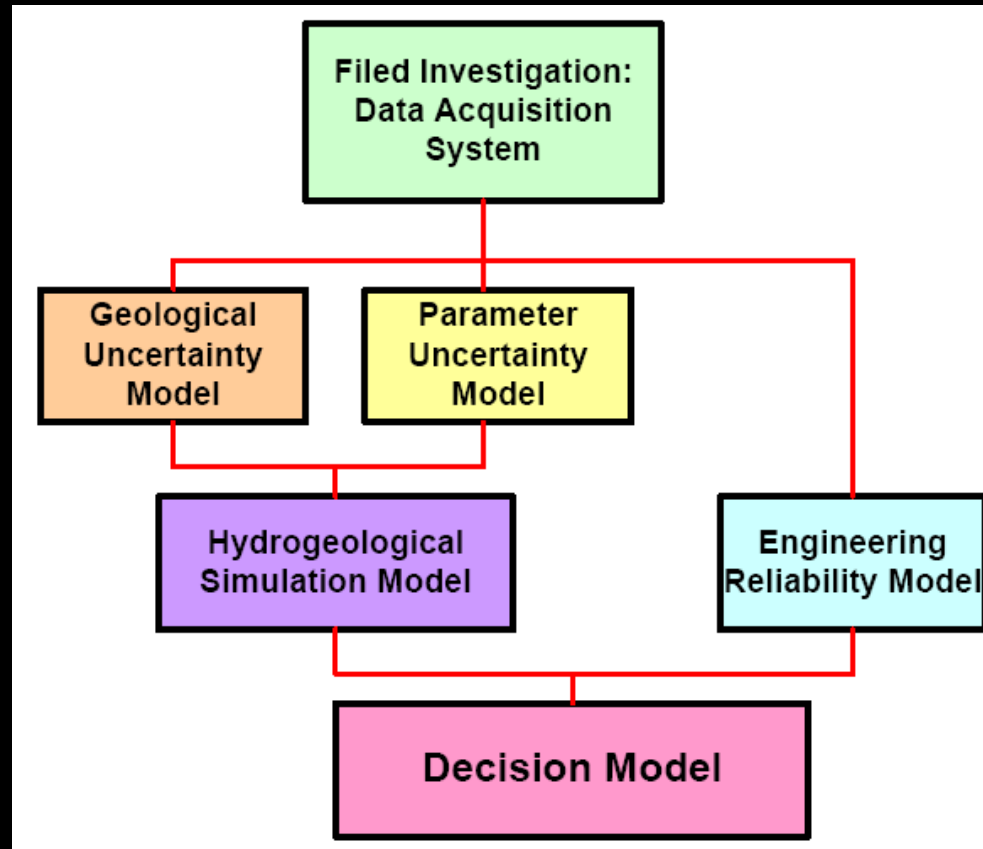 Filed Investigation:
Data Acquisition
System
Geological
Uncertainty
Model
Parameter
Uncertainty
Model
Hydrogeological
Simulation Model
Engineering
Reliability Model
Decision Model